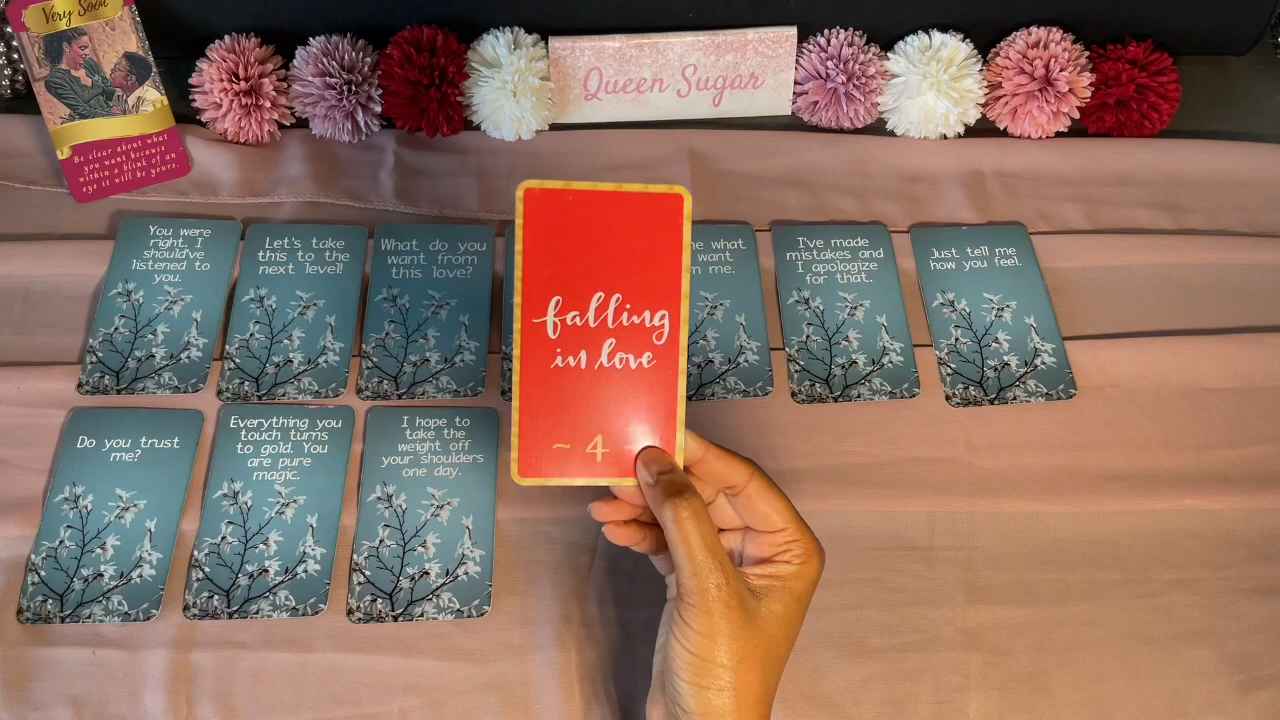 Very Soon
Be clear about what
you want because
within a blink of an
eye it will be yours.
Queen Sugar
You were
right. I
should've
listened to
you.
Let's take
this to the
next level!
What do you
want from
this love?
falling
in love
~ 4
what
want
me.
I've made
mistakes and
I apologize
for that.
Just tell me
how you feel.
Do you trust
me?
Everything you
touch turns
to gold. You
are pure
magic.
I hope to
take the
weight off
your shoulders
one day.